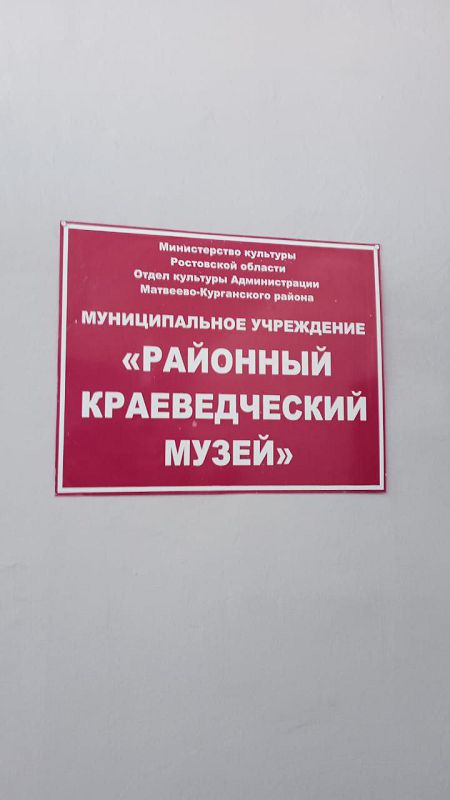 Министерство культуры
Ростовской области
Отдел культуры Администрации
Матвеево-Курганского района
МУНИЦИПАЛЬНОЕ УЧРЕЖДЕНИЕ
«РАЙОННЫЙ
КРАЕВЕДЧЕСКИЙ
МУЗЕЙ»